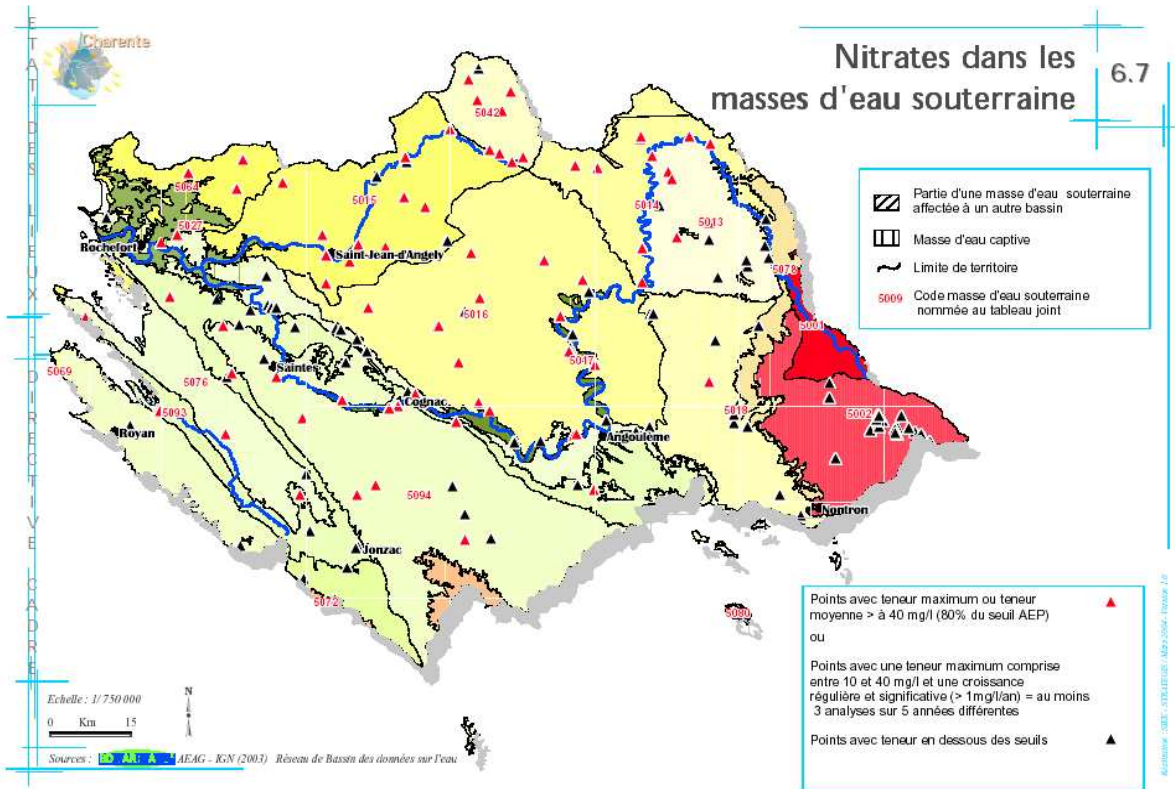 ETAT DES LIEUX - DIRECTIVE CADRE
Charente
Nitrates dans les
masses d'eau souterraine
6.7
Partie d'une masse d'eau souterraine
affectée à un autre bassin
Masse d'eau captive
Limite de territoire
5009 Code masse d'eau souterraine
nommée au tableau joint
5042
5064
5015
5027
5014
5013
Rochefort
Saint-Jean-d'Angely
5078
5016
5001
5017
5069
5076
Saintes
5093
Cognac
5018
5002
Royan
Angoulème
5094
Nontron
Jonzac
5072
5080
Points avec teneur maximum ou teneur
moyenne > à 40 mg/l (80% du seuil AEP)
ou
Points avec une teneur maximum comprise
entre 10 et 40 mg/l et une croissance
régulière et significative (> 1mg/l/an) = au moins
3 analyses sur 5 années différentes
Points avec teneur en dessous des seuils
Echelle : 1/ 750 000
N
0 Km 15
Sources : AEAG - IGN (2003) Réseau de Bassin des données sur l'eau